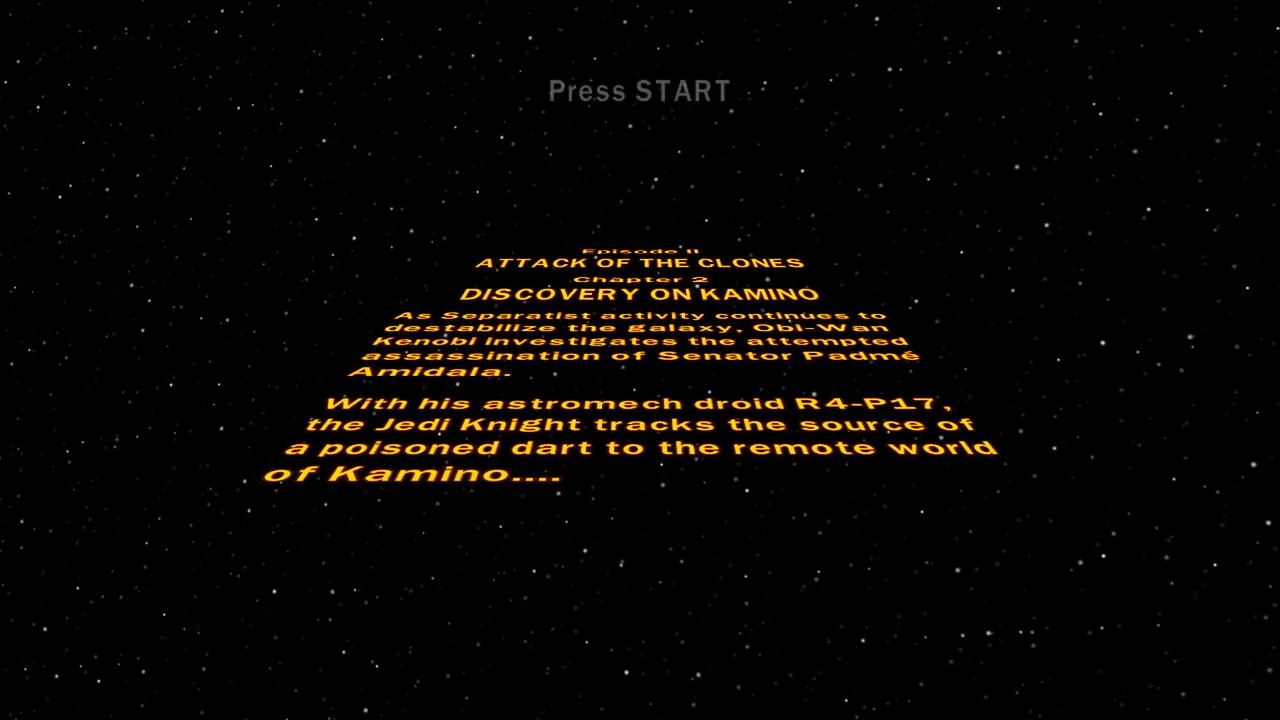 Press START
Episode II
ATTACK OF THE CLONES
Chapter 2
DISCOVERY ON KAMINO
As Separatist activity continues to
destabilize the galaxy, Obi-Wan
Kenobi investigates the attempted
assassination of Senator Padmé
Amidala.
With his astromech droid R4-P17,
the Jedi Knight tracks the source of
a poisoned dart to the remote world
of Kamino....